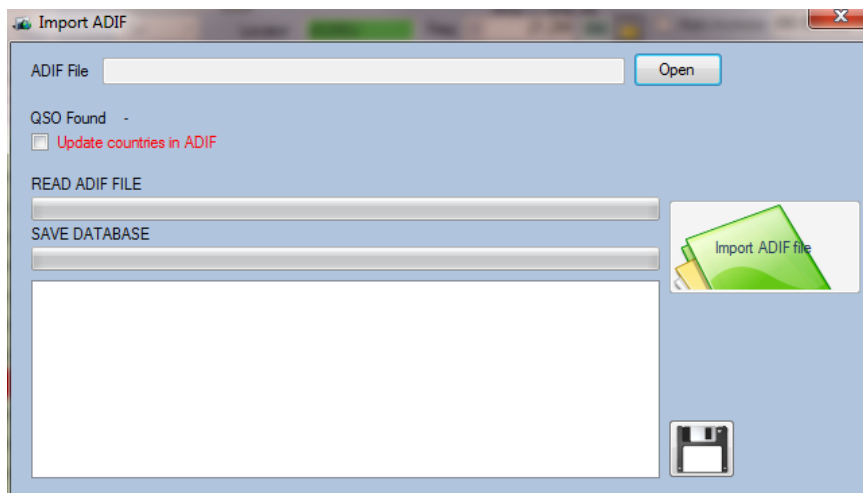 Import ADIF
ADIF File
Open
QSO Found -
Update countries in ADIF
READ ADIF FILE
SAVE DATABASE
Import ADIF file